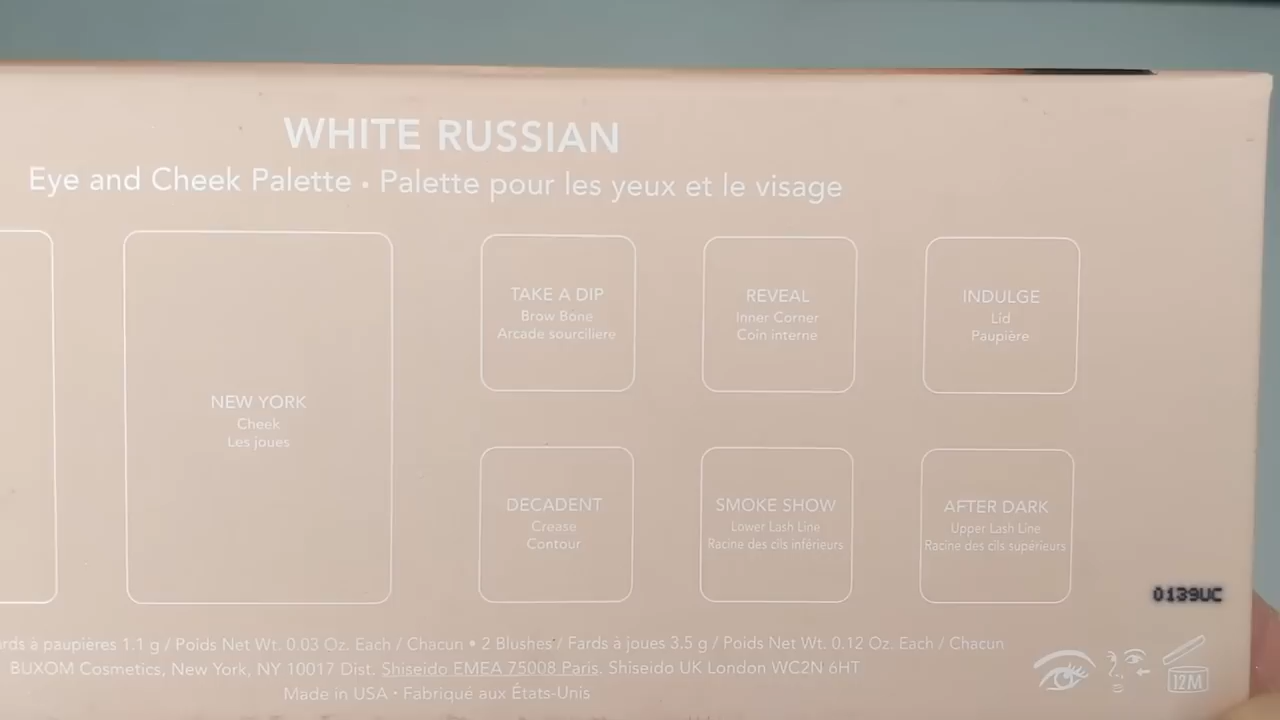 WHITE RUSSIAN
Eye and Cheek Palette • Palette pour les yeux et le visage
TAKE A DIP
Brow Bone
Arcade sourciliere
REVEAL
Inner Corner
Coin interne
INDULGE
Lid
Paupière
NEW YORK
Cheek
Les joues
DECADENT
Crease
Contour
SMOKE SHOW
Lower Lash Line
Racine des cils inférieurs
AFTER DARK
Upper Lash Line
Racine des cils supérieurs
0139UC
à paupières 1.1 g / Poids Net Wt. 0.03 Oz. Each / Chacun • 2 Blushes / Fards à joues 3.5 g / Poids Net Wt. 0.12 Oz. Each / Chacun
BUXOM Cosmetics, New York, NY 10017 Dist. Shiseido EMEA 75008 Paris. Shiseido UK London WC2N 6HT
Made in USA • Fabriqué aux États-Unis
12M